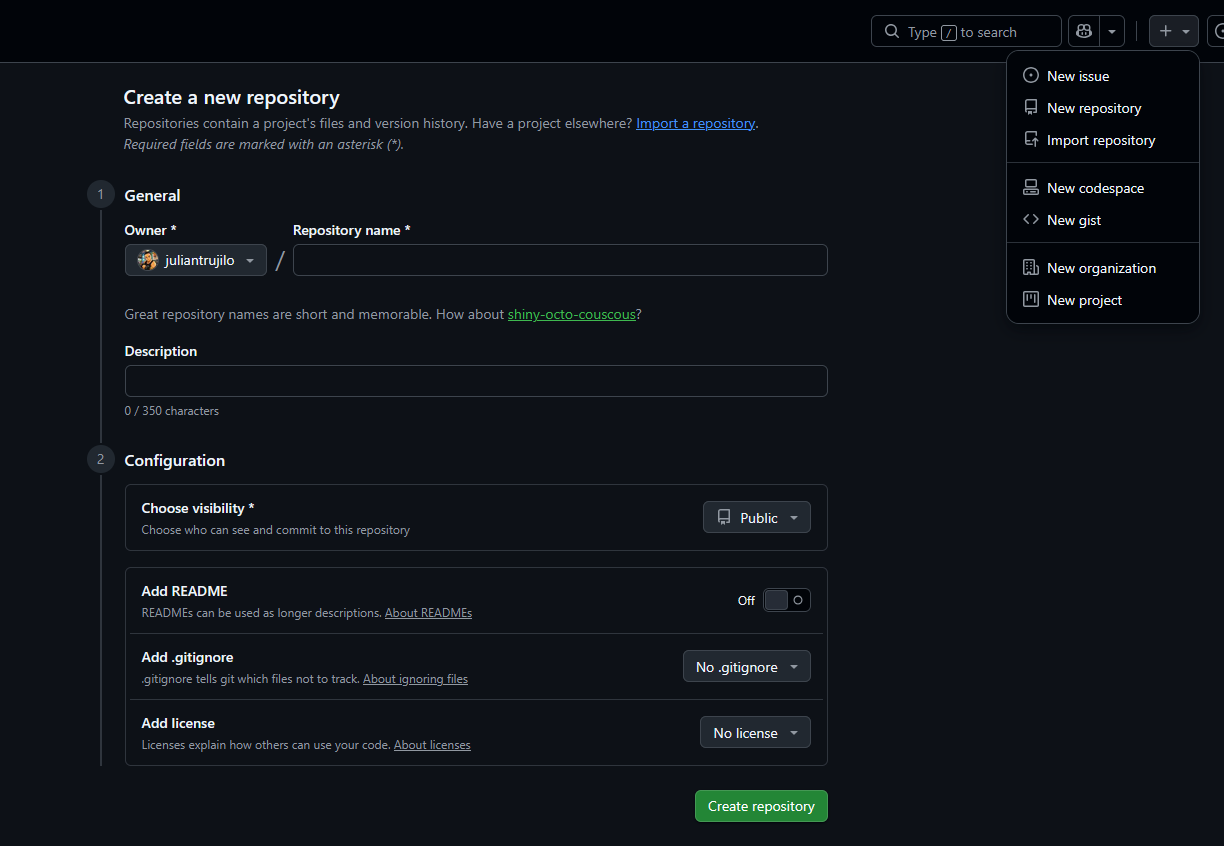 Type / to search
New issue
New repository
Import repository
New codespace
New gist
New organization
New project
Create a new repository
Repositories contain a project's files and version history. Have a project elsewhere? Import a repository.
Required fields are marked with an asterisk (*).
1 General
Owner * Repository name *
juliantrujilo /
Great repository names are short and memorable. How about shiny-octo-couscous?
Description
0 / 350 characters
2 Configuration
Choose visibility *
Choose who can see and commit to this repository
Public
Add README
READMEs can be used as longer descriptions. About READMEs
Off
Add .gitignore
.gitignore tells git which files not to track. About ignoring files
No .gitignore
Add license
Licenses explain how others can use your code. About licenses
No license
Create repository